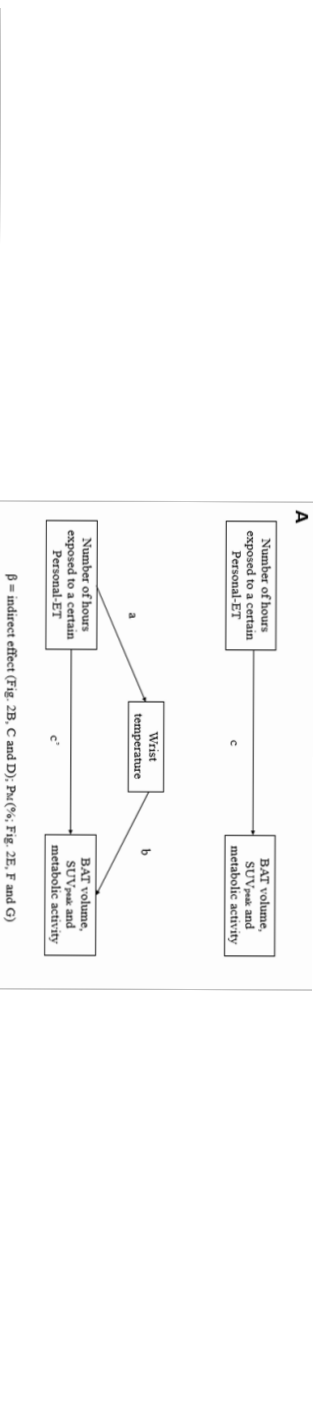 A
Number of hours
exposed to a certain
Personal-ET
c
BAT volume,
SUVpeak and
metabolic activity
Wrist
temperature
a
b
Number of hours
exposed to a certain
Personal-ET
c'
BAT volume,
SUVpeak and
metabolic activity
β = indirect effect (Fig. 2B, C and D); PM (%; Fig. 2E, F and G)